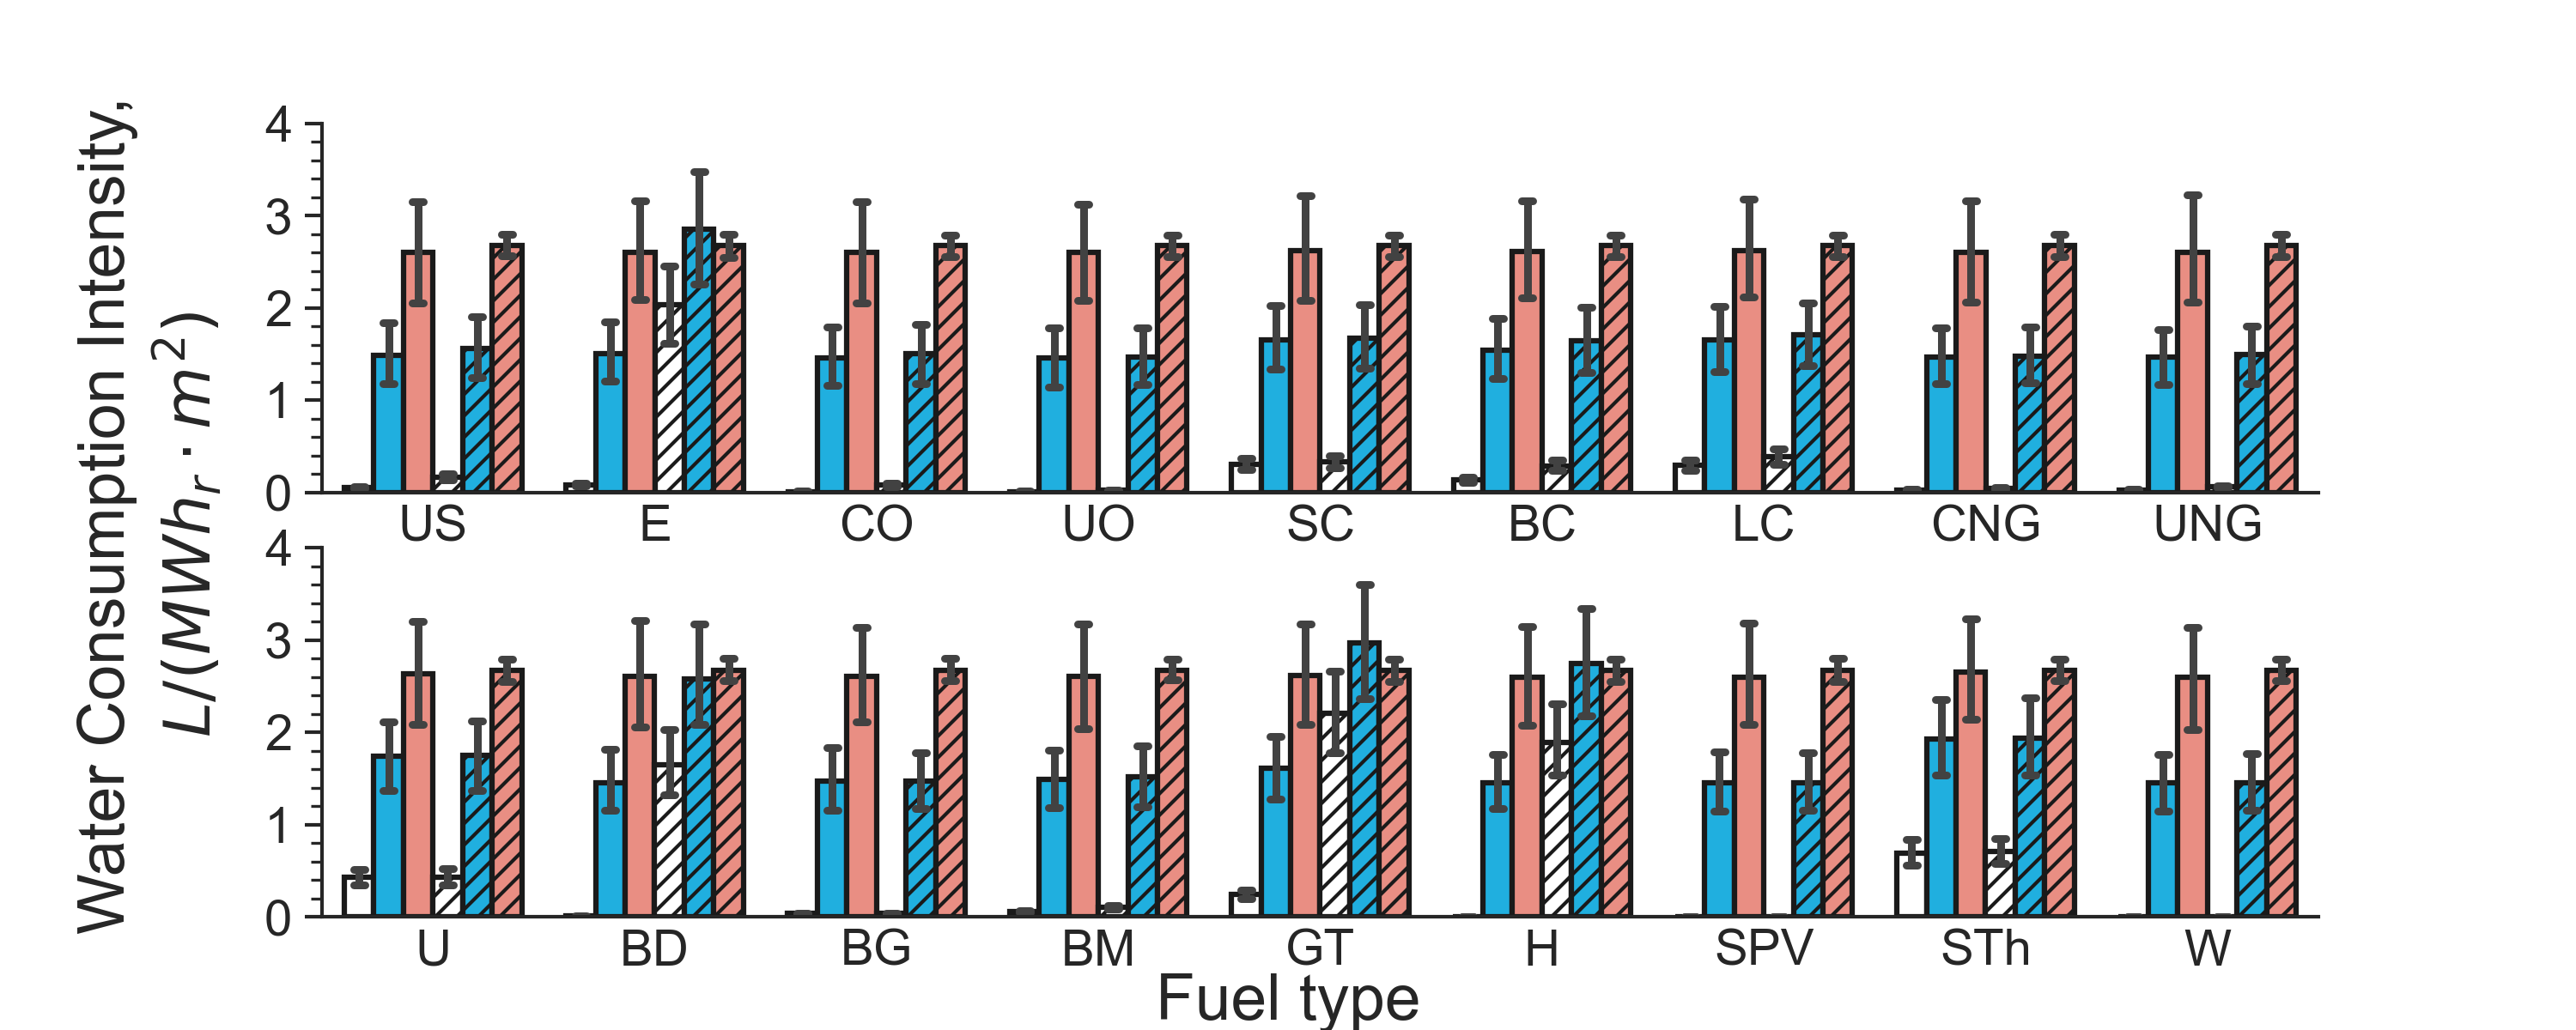 Water Consumption Intensity,
L/(MWh_r · m²)
4
3
2
1
0
US E CO UO SC BC LC CNG UNG
4
3
2
1
0
U BD BG BM GT H SPV STh W
Fuel type